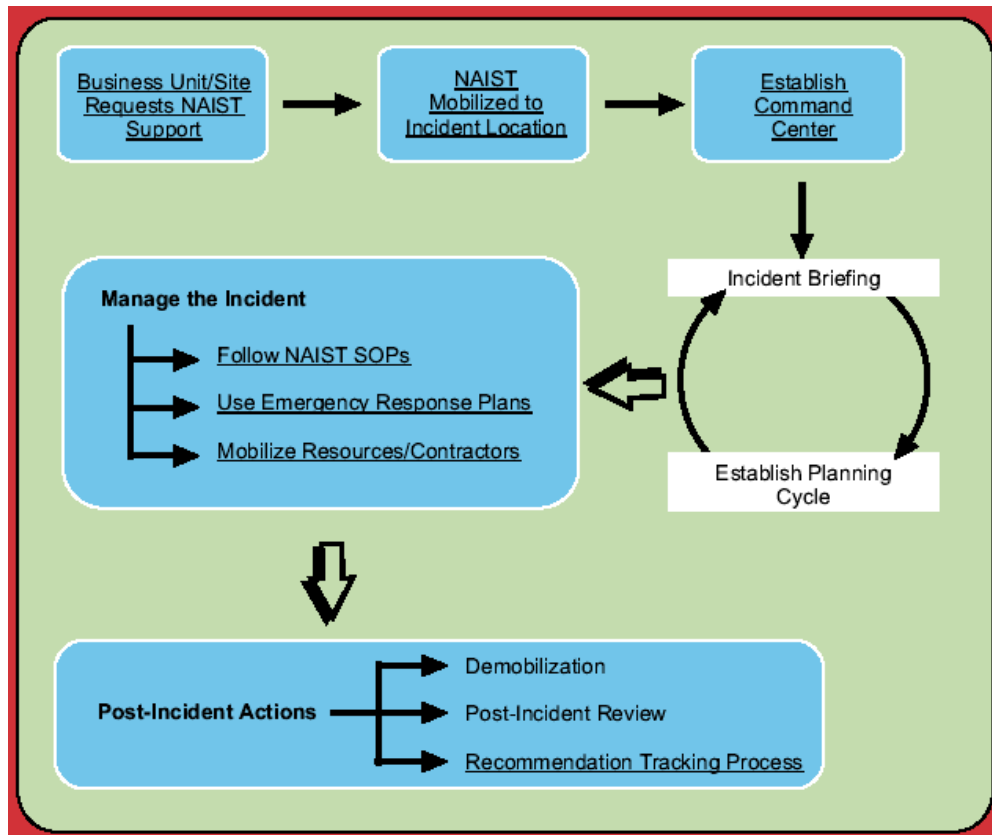 Business Unit/Site
Requests NAIST
Support
NAIST
Mobilized to
Incident Location
Establish
Command
Center
Incident Briefing
Establish Planning
Cycle
Manage the Incident
Follow NAIST SOPs
Use Emergency Response Plans
Mobilize Resources/Contractors
Post-Incident Actions
Demobilization
Post-Incident Review
Recommendation Tracking Process